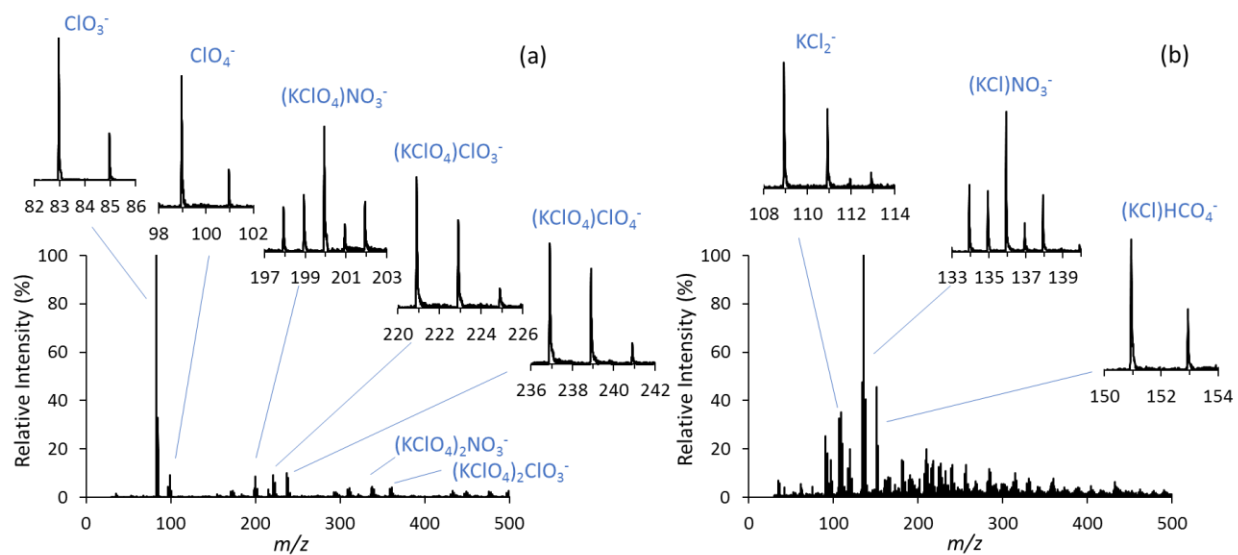 (a)
ClO₃⁻
82 83 84 85 86
ClO₄⁻
98 100 102
(KClO₄)NO₃⁻
197 199 201 203
(KClO₄)ClO₃⁻
220 222 224 226
(KClO₄)ClO₄⁻
236 238 240 242
(KClO₄)₂NO₃⁻
(KClO₄)₂ClO₃⁻
Relative Intensity (%)
100
80
60
40
20
0
0 100 200 300 400 500
m/z
(b)
KCl₂⁻
108 110 112 114
(KCl)NO₃⁻
133 135 137 139
(KCl)HCO₄⁻
150 152 154
Relative Intensity (%)
100
80
60
40
20
0
0 100 200 300 400 500
m/z